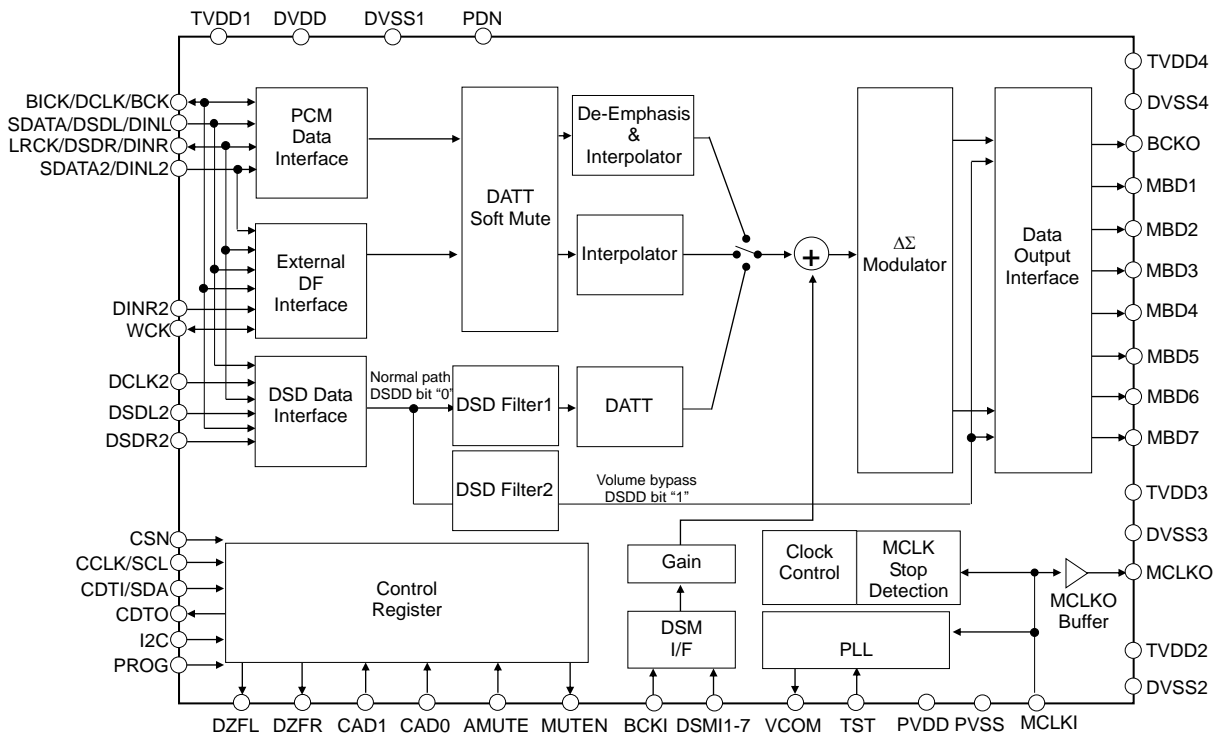 TVDD1
DVDD
DVSS1
PDN
BICK/DCLK/BCK
SDATA/DSDL/DINL
LRCK/DSDR/DINR
SDATA2/DINL2
DINR2
WCK
DCLK2
DSDL2
DSDR2
CSN
CCLK/SCL
CDTI/SDA
CDTO
I2C
PROG
PCM
Data
Interface
External
DF
Interface
DSD Data
Interface
DATT
Soft Mute
De-Emphasis
&
Interpolator
Interpolator
Normal path
DSDD bit “0”
DSD Filter1
DATT
DSD Filter2
Volume bypass
DSDD bit “1”
+
ΔΣ
Modulator
Data
Output
Interface
Control
Register
Gain
DSM
I/F
Clock
Control
MCLK
Stop
Detection
PLL
MCLKO
Buffer
TVDD4
DVSS4
BCKO
MBD1
MBD2
MBD3
MBD4
MBD5
MBD6
MBD7
TVDD3
DVSS3
MCLKO
TVDD2
DVSS2
DZFL
DZFR
CAD1
CAD0
AMUTE
MUTEN
BCKI
DSMI1-7
VCOM
TST
PVDD
PVSS
MCLKI